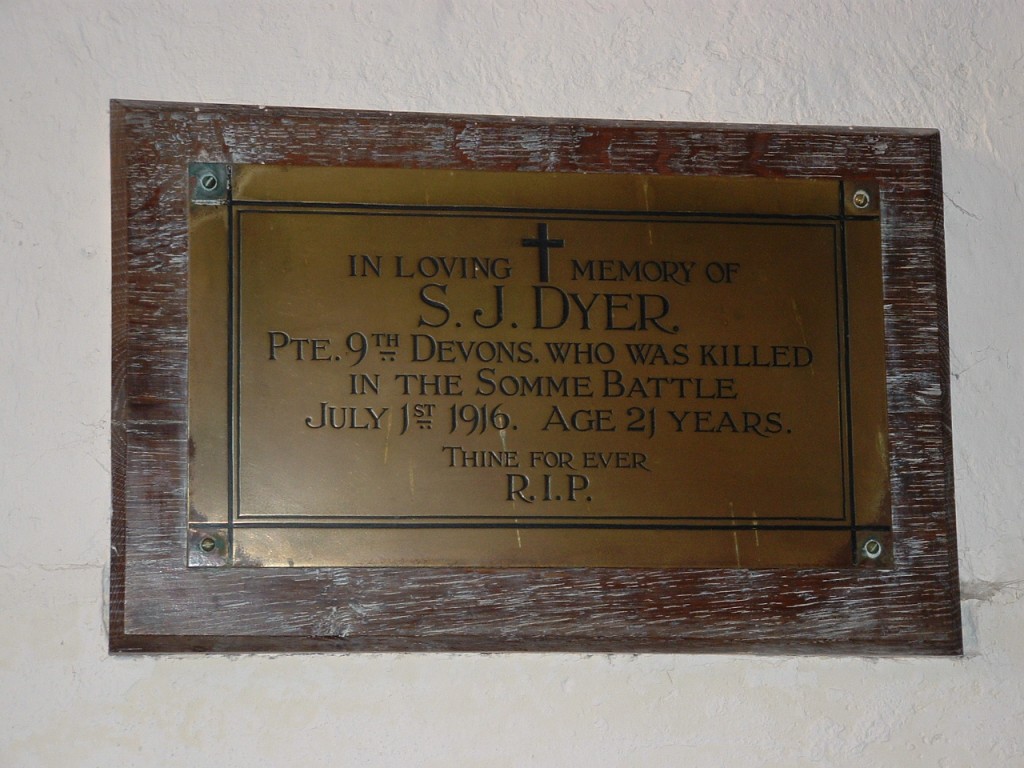 IN LOVING MEMORY OF
S. J. DYER.
PTE. 9TH DEVONS. WHO WAS KILLED
IN THE SOMME BATTLE
JULY 1ST 1916. AGE 21 YEARS.
THINE FOR EVER
R.I.P.